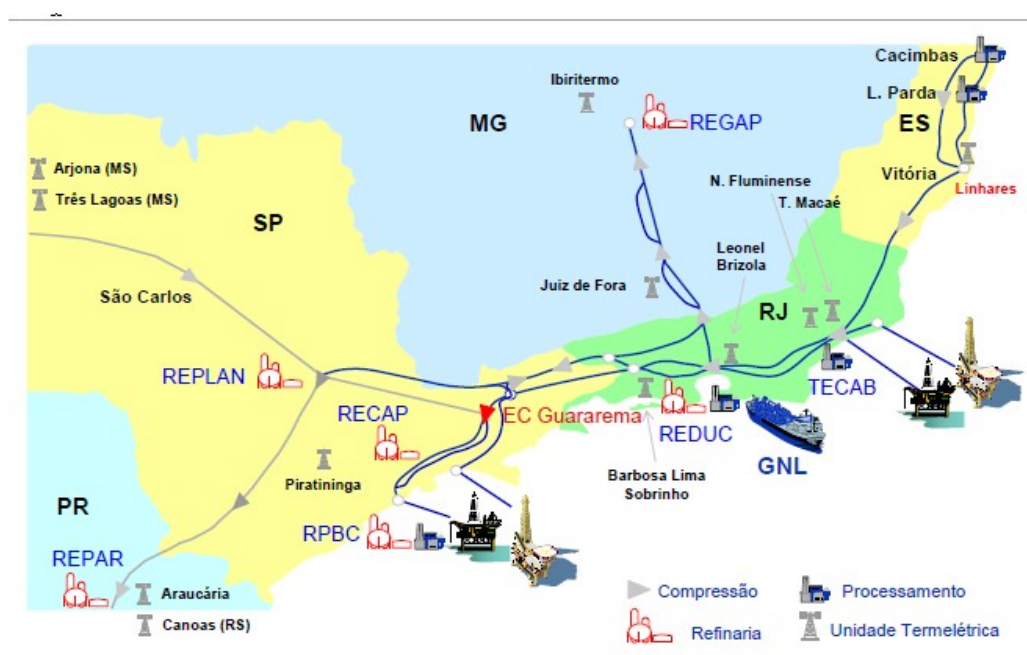 Cacimbas
Ibiritermo
L. Parda
MG
REGAP
ES
Arjona (MS)
Vitória
N. Fluminense
Linhares
Três Lagoas (MS)
T. Macaé
SP
Leonel
Brizola
Juiz de Fora
São Carlos
RJ
REPLAN
TECAB
RECAP
EC Guararema
REDUC
GNL
Piratininga
Barbosa Lima
Sobrinho
PR
RPBC
REPAR
Araucária
Canoas (RS)
Compressão
Processamento
Refinaria
Unidade Termelétrica